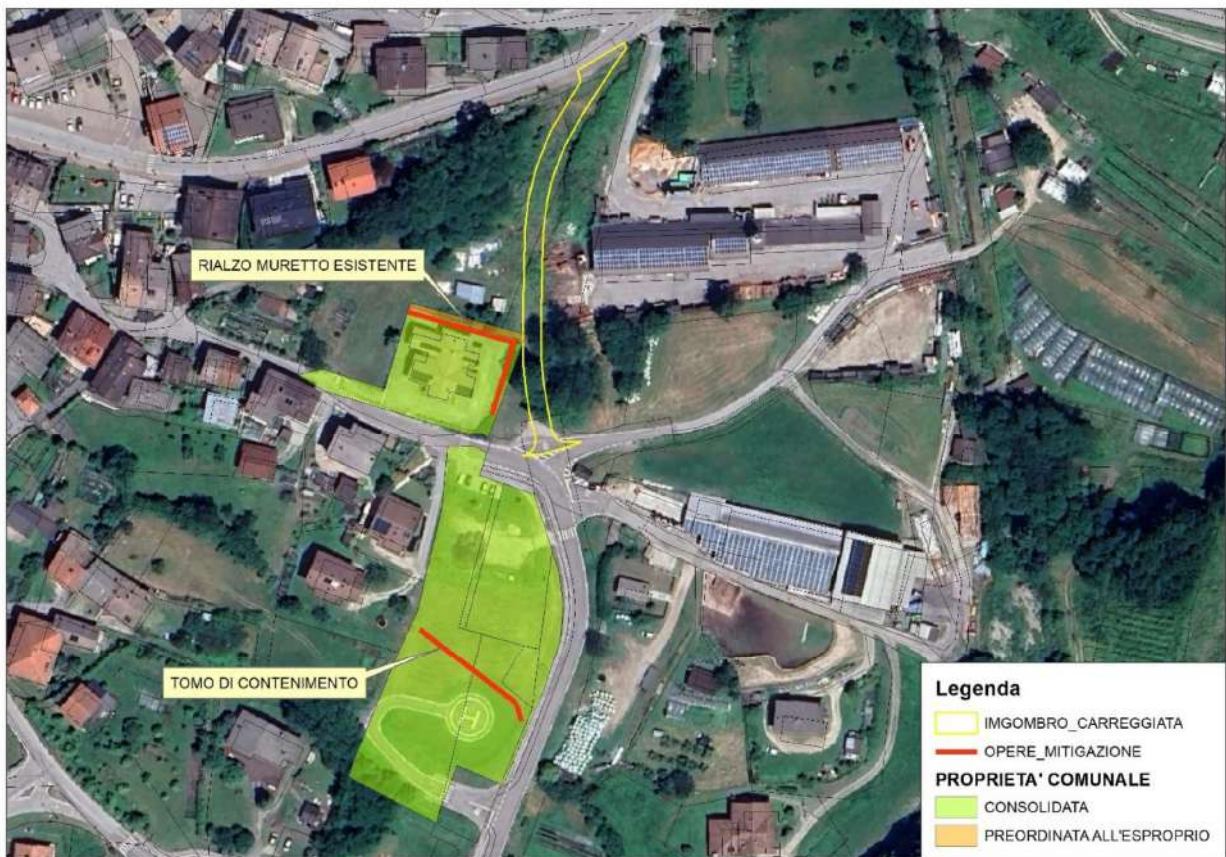 RIALZO MURETTO ESISTENTE
TOMO DI CONTENIMENTO
H
Legenda
IMGOMBRO_CARREGGIATA
OPERE_MITIGAZIONE
PROPRIETA' COMUNALE
CONSOLIDATA
PREORDINATA ALL'ESPROPRIO